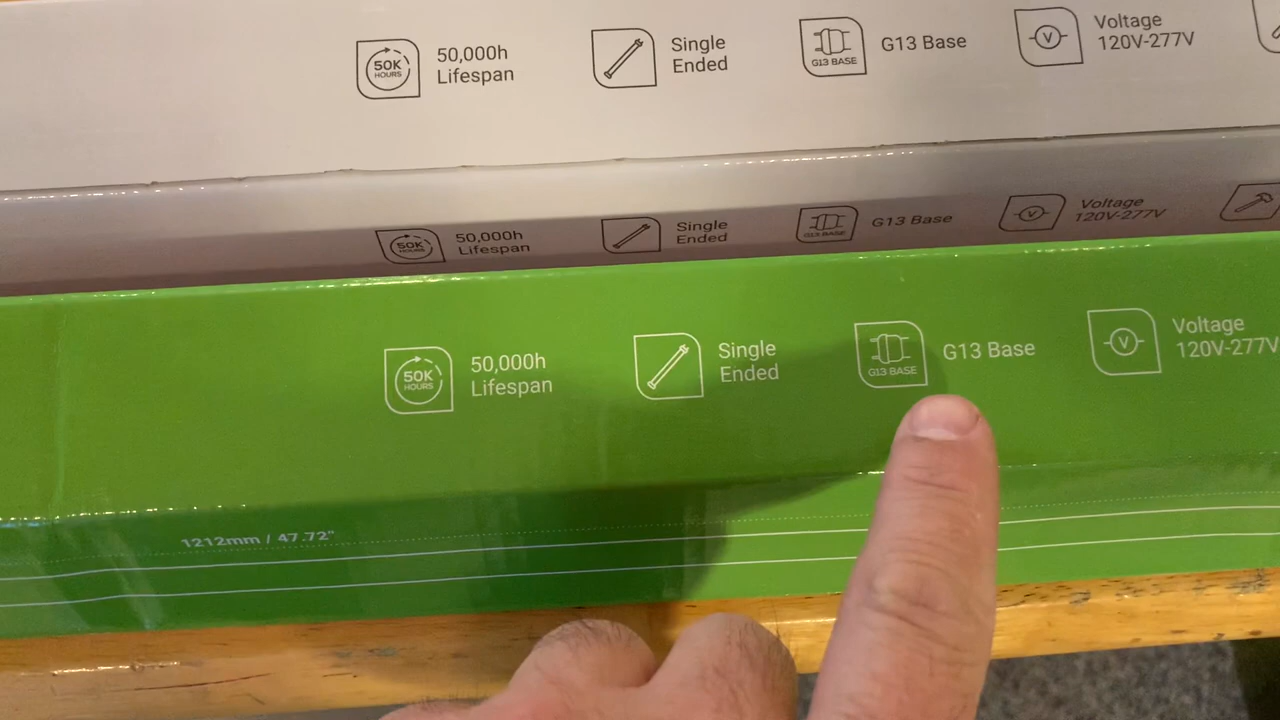 50K
HOURS
50,000h
Lifespan
Single
Ended
G13 BASE
G13 Base
V
Voltage
120V-277V
50K
HOURS
50,000h
Lifespan
Single
Ended
G13 BASE
G13 Base
V
Voltage
120V-277V
50K
HOURS
50,000h
Lifespan
Single
Ended
G13 BASE
G13 Base
V
Voltage
120V-277V
1212mm / 47.72"